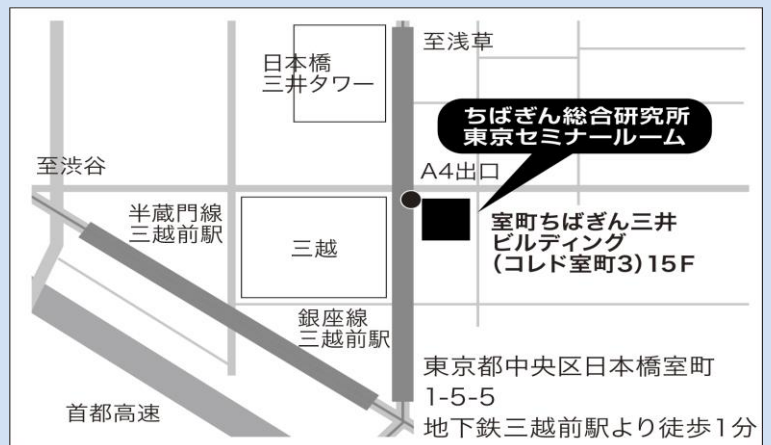 至浅草
日本橋
三井タワー
ちばぎん総合研究所
東京セミナールーム
至渋谷
A4出口
半蔵門線
三越前駅
三越
室町ちばぎん三井
ビルディング
(コレド室町3)15F
銀座線
三越前駅
東京都中央区日本橋室町
1-5-5
地下鉄三越前駅より徒歩1分
首都高速